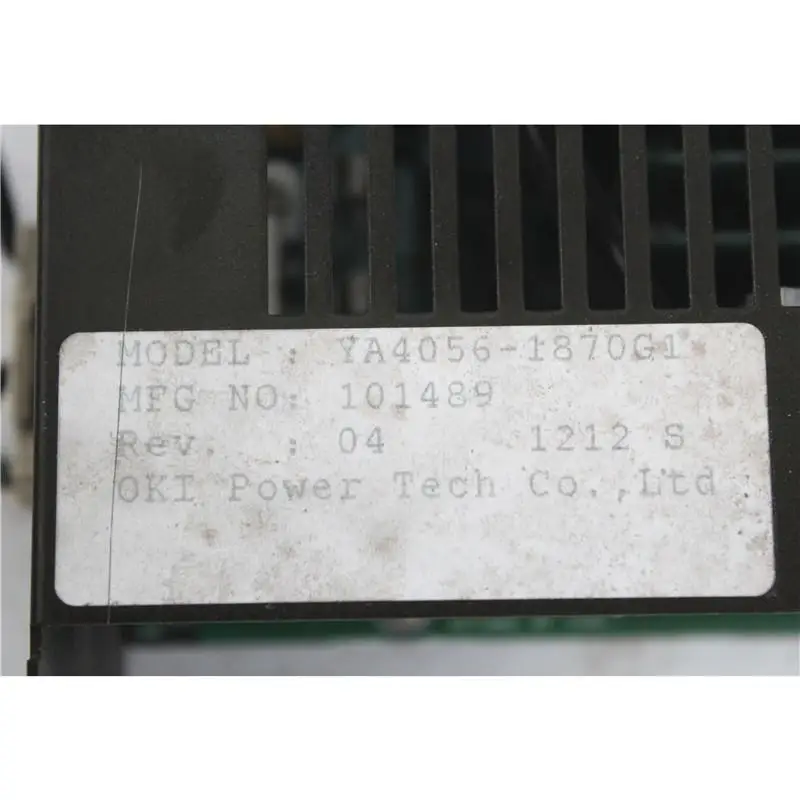 MODEL : YA4056-1870G1
MFG NO: 101489
Rev. : 04 1212 S
OKI Power Tech Co.,Ltd